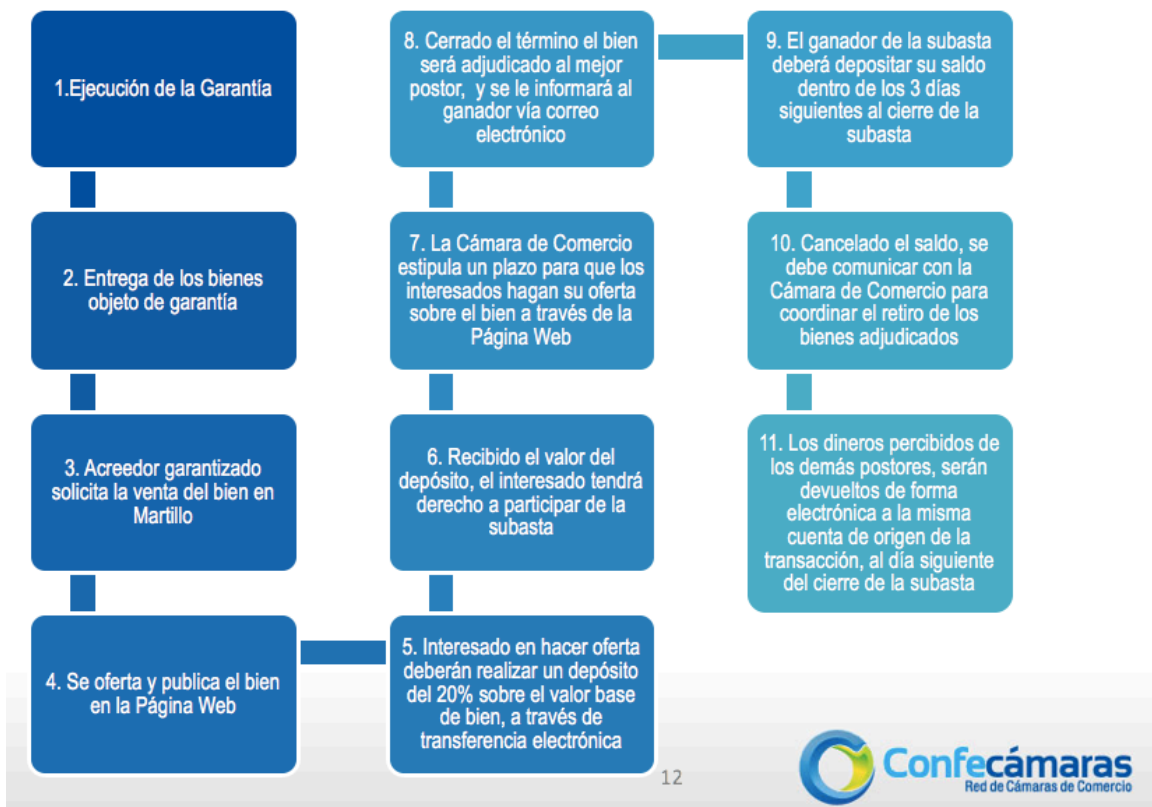 1.Ejecución de la Garantía
2. Entrega de los bienes
objeto de garantía
3. Acreedor garantizado
solicita la venta del bien en
Martillo
4. Se oferta y publica el bien
en la Página Web
5. Interesado en hacer oferta
deberán realizar un depósito
del 20% sobre el valor base
de bien, a través de
transferencia electrónica
6. Recibido el valor del
depósito, el interesado tendrá
derecho a participar de la
subasta
7. La Cámara de Comercio
estipula un plazo para que los
interesados hagan su oferta
sobre el bien a través de la
Página Web
8. Cerrado el término el bien
será adjudicado al mejor
postor, y se le informará al
ganador vía correo
electrónico
9. El ganador de la subasta
deberá depositar su saldo
dentro de los 3 días
siguientes al cierre de la
subasta
10. Cancelado el saldo, se
debe comunicar con la
Cámara de Comercio para
coordinar el retiro de los
bienes adjudicados
11. Los dineros percibidos de
los demás postores, serán
devueltos de forma
electrónica a la misma
cuenta de origen de la
transacción, al día siguiente
del cierre de la subasta
12
Confecámaras
Red de Cámaras de Comercio